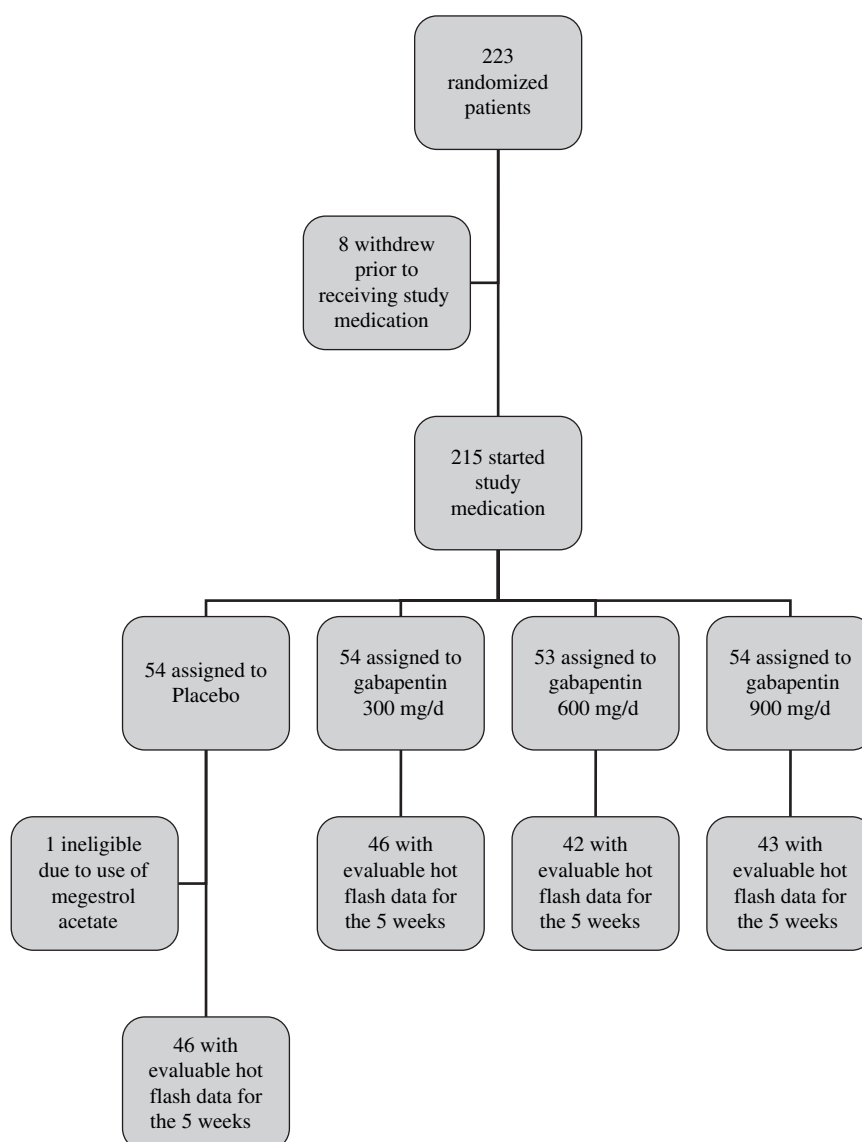 223
randomized
patients
8 withdrew
prior to
receiving study
medication
215 started
study
medication
54 assigned to
Placebo
54 assigned to
gabapentin
300 mg/d
53 assigned to
gabapentin
600 mg/d
54 assigned to
gabapentin
900 mg/d
1 ineligible
due to use of
megestrol
acetate
46 with
evaluable hot
flash data for
the 5 weeks
42 with
evaluable hot
flash data for
the 5 weeks
43 with
evaluable hot
flash data for
the 5 weeks
46 with
evaluable hot
flash data for
the 5 weeks